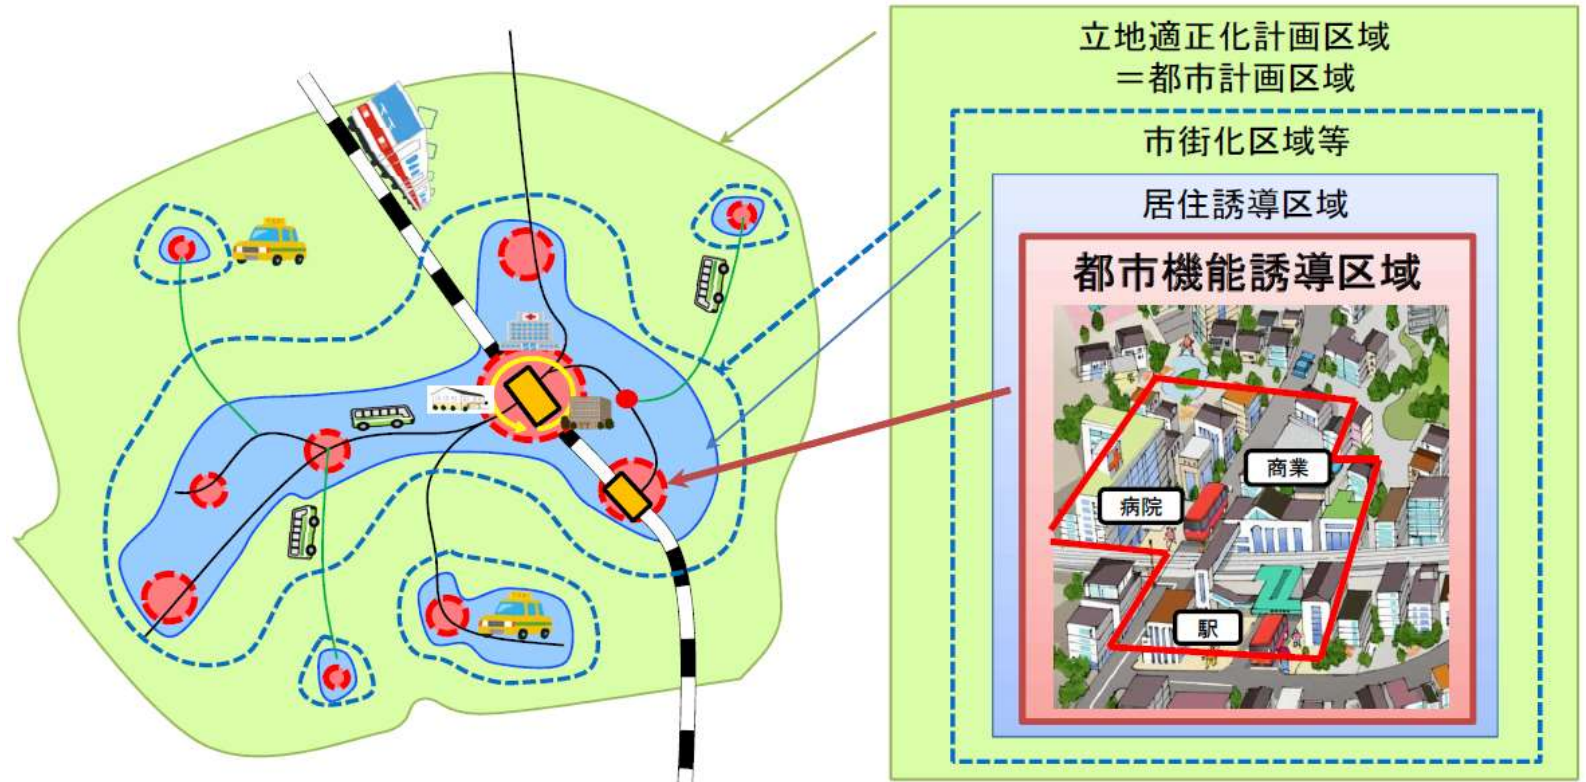 立地適正化計画区域
＝都市計画区域
市街化区域等
居住誘導区域
都市機能誘導区域
商業
病院
駅